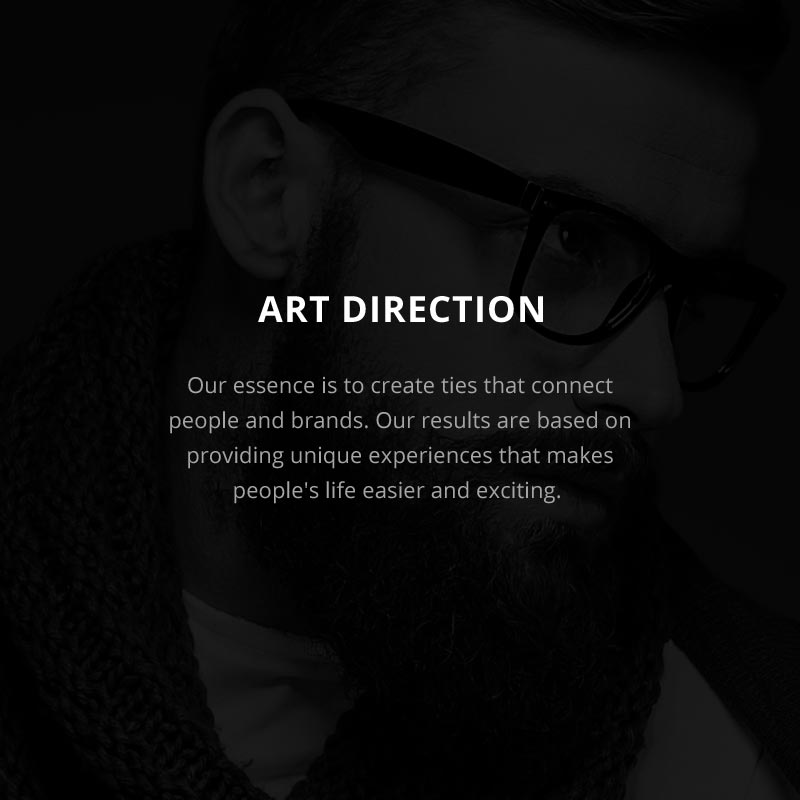 ART DIRECTION
Our essence is to create ties that connect
people and brands. Our results are based on
providing unique experiences that makes
people's life easier and exciting.